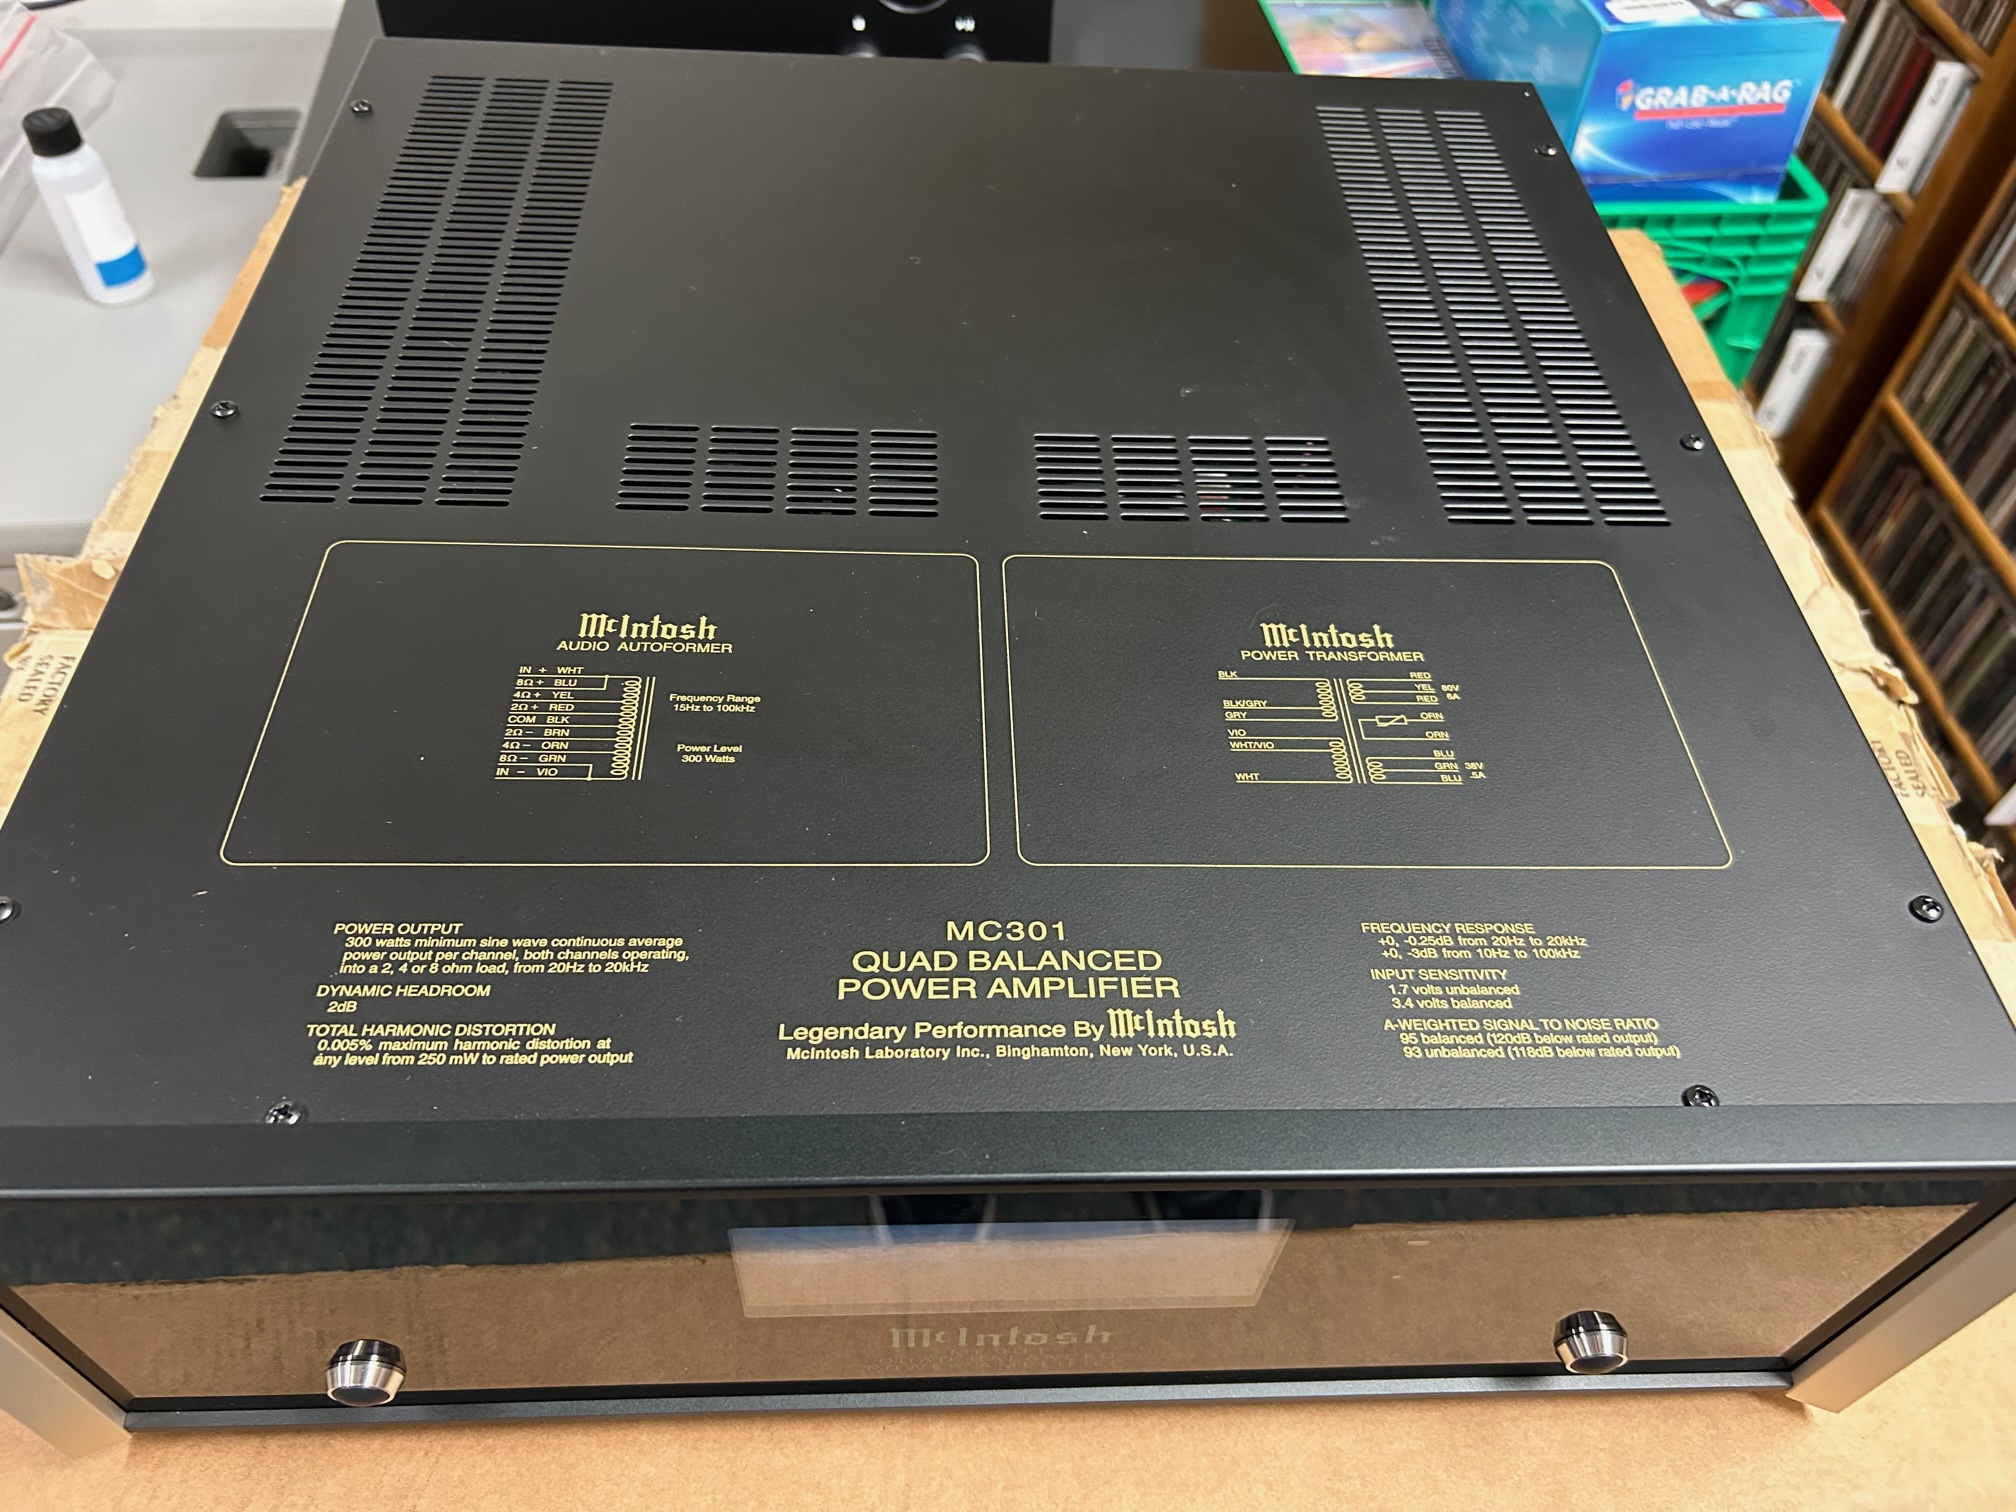 GRAB-A-RAG
McIntosh
AUDIO AUTOFORMER
IN + WHT
8Ω + BLU
4Ω + YEL
2Ω + RED
COM BLK
2Ω - BRN
4Ω - ORN
8Ω - GRN
IN - VIO
Frequency Range
15Hz to 100kHz
Power Level
300 Watts
McIntosh
POWER TRANSFORMER
BLK
BLK/GRY
GRY
VIO
WHT/VIO
WHT
RED
YEL 80V
RED 6A
ORN
ORN
BLU
GRN 36V
BLU .5A
FACTORY
SEALED
FACTORY
SEALED
POWER OUTPUT
300 watts minimum sine wave continuous average
power output per channel, both channels operating,
into a 2, 4 or 8 ohm load, from 20Hz to 20kHz
DYNAMIC HEADROOM
2dB
TOTAL HARMONIC DISTORTION
0.005% maximum harmonic distortion at
any level from 250 mW to rated power output
MC301
QUAD BALANCED
POWER AMPLIFIER
Legendary Performance By McIntosh
McIntosh Laboratory Inc., Binghamton, New York, U.S.A.
FREQUENCY RESPONSE
+0, -0.25dB from 20Hz to 20kHz
+0, -3dB from 10Hz to 100kHz
INPUT SENSITIVITY
1.7 volts unbalanced
3.4 volts balanced
A-WEIGHTED SIGNAL TO NOISE RATIO
95 balanced (120dB below rated output)
93 unbalanced (118dB below rated output)
McIntosh